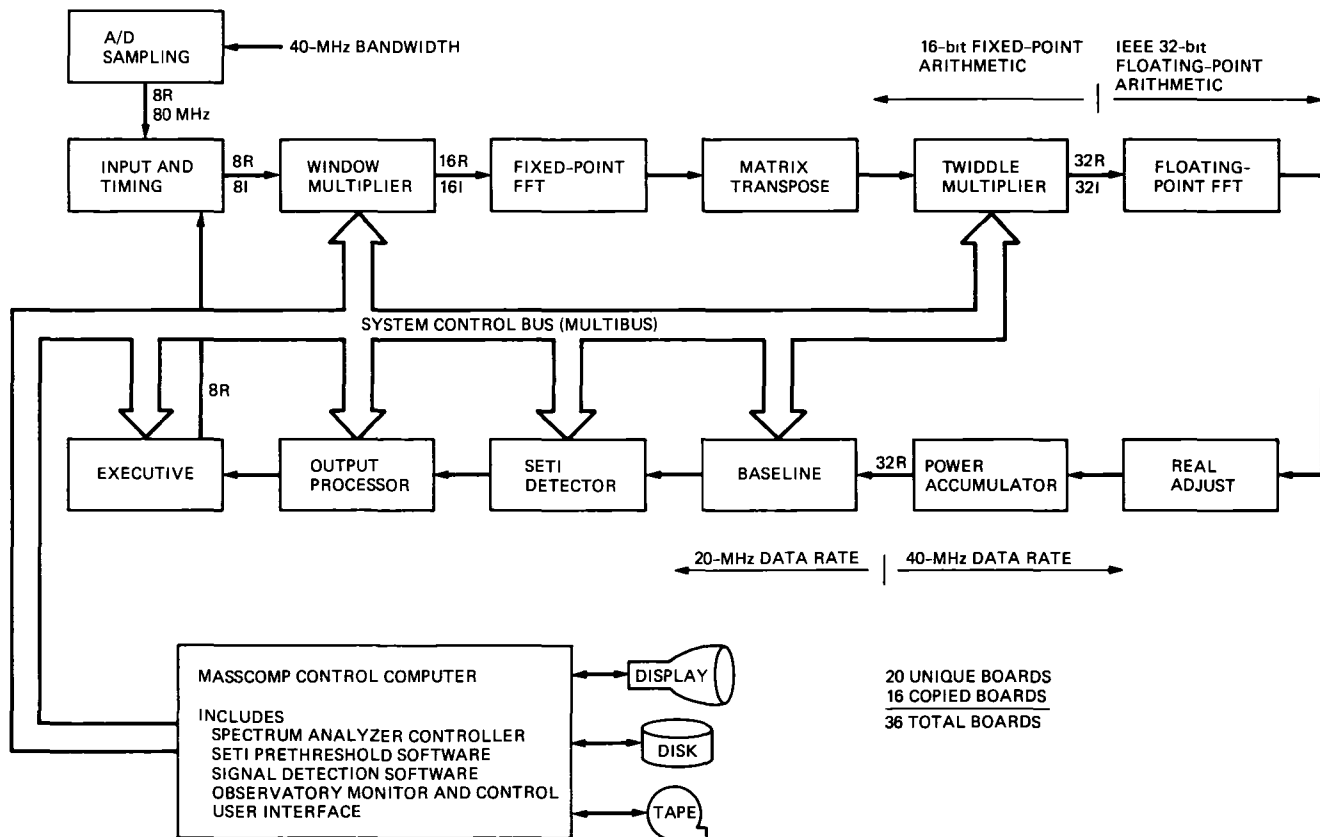 A/D
SAMPLING
40-MHz BANDWIDTH
8R
80 MHz
16-bit FIXED-POINT
ARITHMETIC
IEEE 32-bit
FLOATING-POINT
ARITHMETIC
INPUT AND
TIMING
8R
8I
WINDOW
MULTIPLIER
16R
16I
FIXED-POINT
FFT
MATRIX
TRANSPOSE
TWIDDLE
MULTIPLIER
32R
32I
FLOATING-
POINT FFT
SYSTEM CONTROL BUS (MULTIBUS)
8R
EXECUTIVE
OUTPUT
PROCESSOR
SETI
DETECTOR
BASELINE
32R
POWER
ACCUMULATOR
REAL
ADJUST
20-MHz DATA RATE
40-MHz DATA RATE
MASSCOMP CONTROL COMPUTER
INCLUDES
SPECTRUM ANALYZER CONTROLLER
SETI PRETHRESHOLD SOFTWARE
SIGNAL DETECTION SOFTWARE
OBSERVATORY MONITOR AND CONTROL
USER INTERFACE
DISPLAY
DISK
TAPE
20 UNIQUE BOARDS
16 COPIED BOARDS
36 TOTAL BOARDS